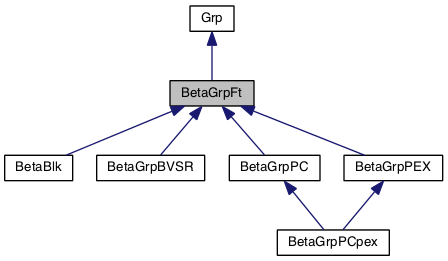 Grp
BetaGrpFt
BetaBlk
BetaGrpBVSR
BetaGrpPC
BetaGrpPEX
BetaGrpPCpex